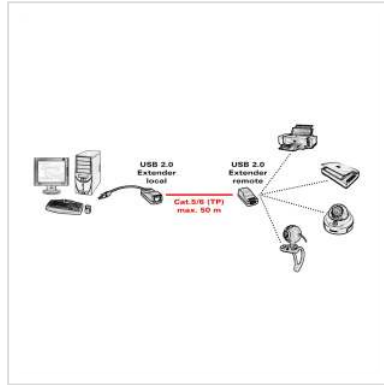 USB 2.0
Extender
local
USB 2.0
Extender
remote
Cat.5/6 (TP)
max. 50 m